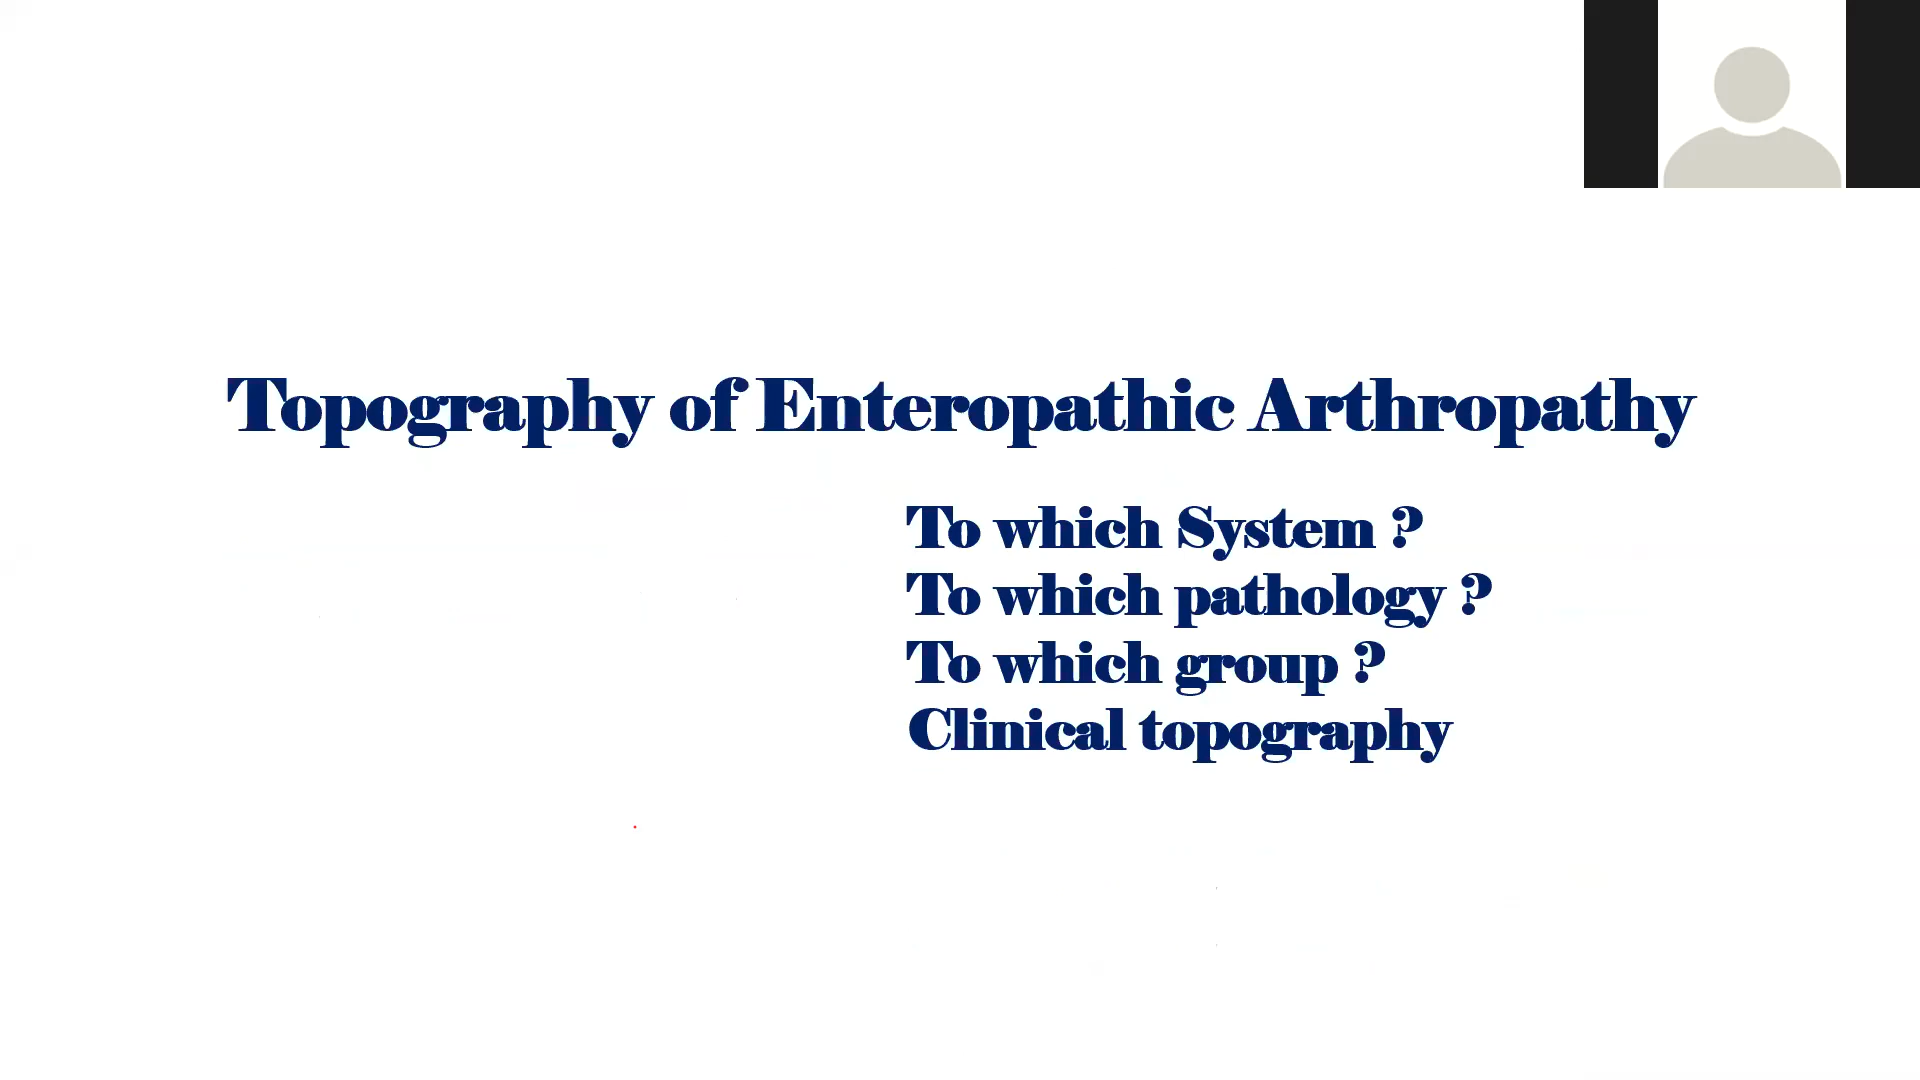 Topography of Enteropathic Arthropathy
To which System ?
To which pathology ?
To which group ?
Clinical topography